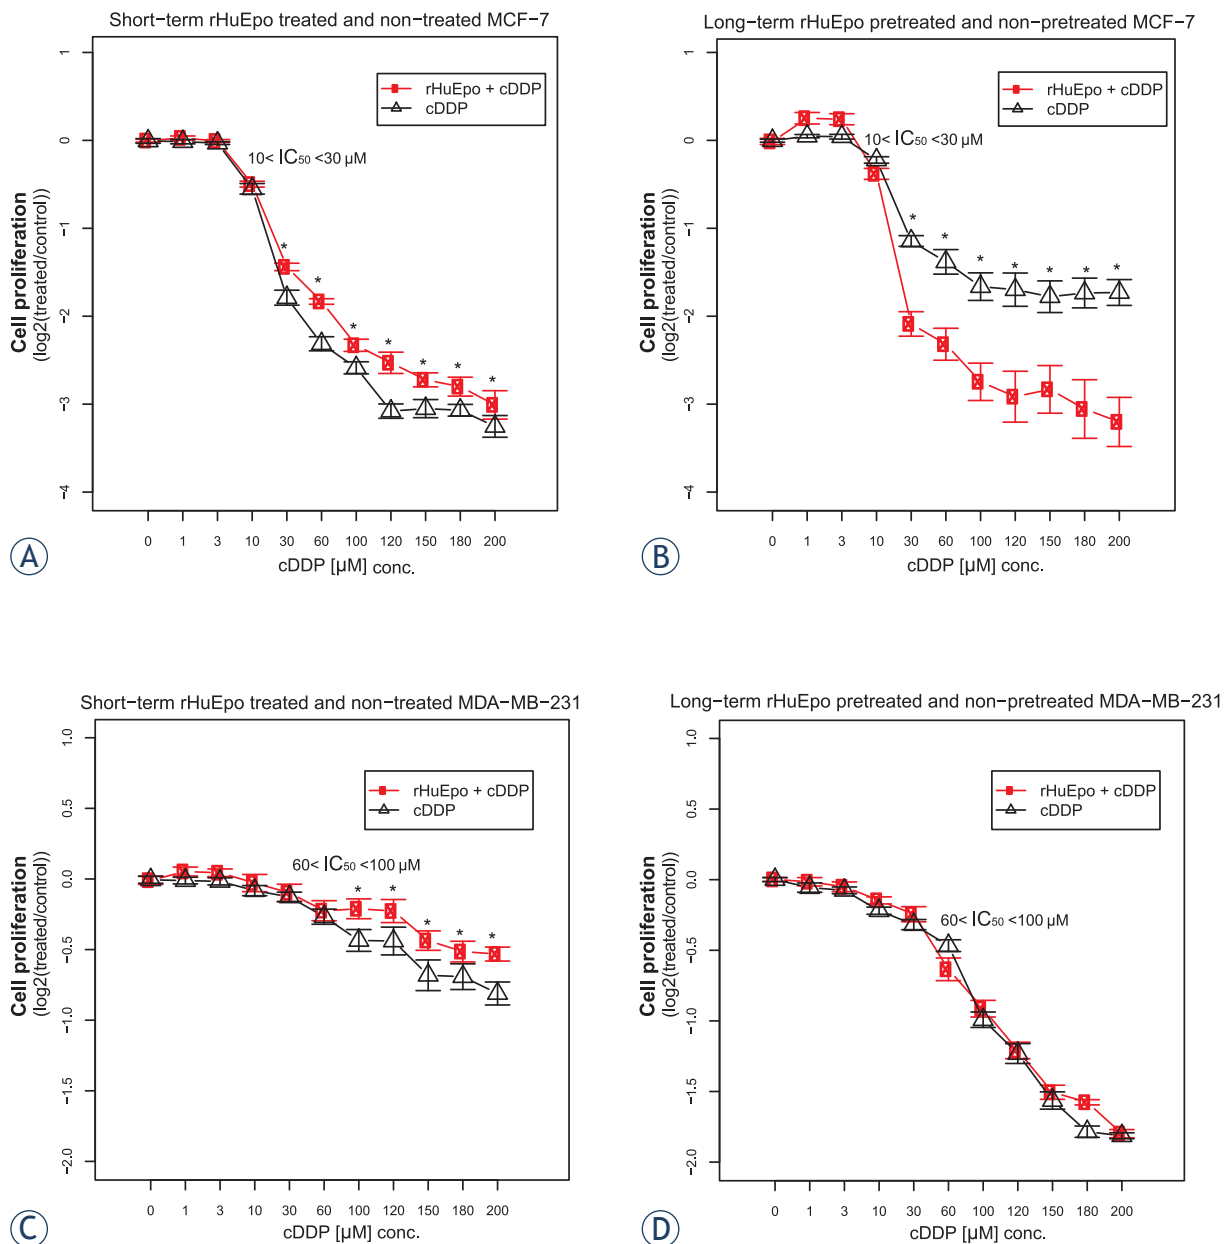 Short-term rHuEpo treated and non-treated MCF-7
rHuEpo + cDDP
cDDP
10< IC50 <30 µM
* * * * * * *
Cell proliferation
(log2(treated/control))
1
0
-1
-2
-3
-4
0 1 3 10 30 60 100 120 150 180 200
cDDP [µM] conc.
A
Long-term rHuEpo pretreated and non-pretreated MCF-7
rHuEpo + cDDP
cDDP
10< IC50 <30 µM
* * * * * * *
Cell proliferation
(log2(treated/control))
1
0
-1
-2
-3
-4
0 1 3 10 30 60 100 120 150 180 200
cDDP [µM] conc.
B
Short-term rHuEpo treated and non-treated MDA-MB-231
rHuEpo + cDDP
cDDP
60< IC50 <100 µM
* * * * *
Cell proliferation
(log2(treated/control))
1.0
0.5
0.0
-0.5
-1.0
-1.5
-2.0
0 1 3 10 30 60 100 120 150 180 200
cDDP [µM] conc.
C
Long-term rHuEpo pretreated and non-pretreated MDA-MB-231
rHuEpo + cDDP
cDDP
60< IC50 <100 µM
Cell proliferation
(log2(treated/control))
1.0
0.5
0.0
-0.5
-1.0
-1.5
-2.0
0 1 3 10 30 60 100 120 150 180 200
cDDP [µM] conc.
D